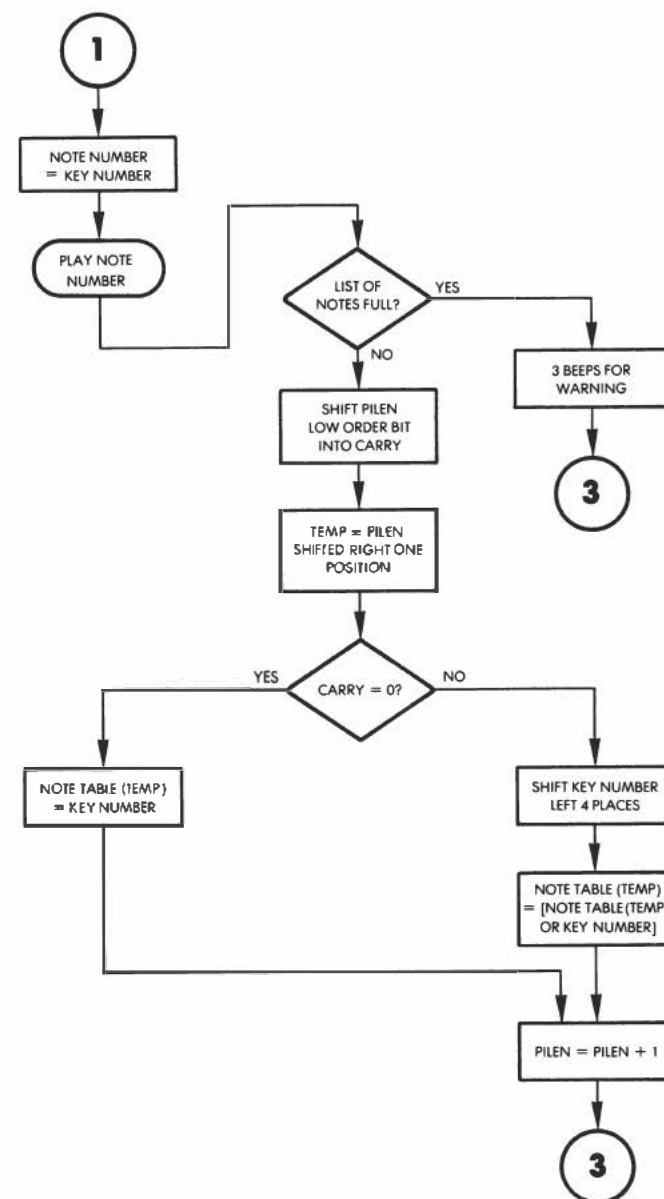 1
NOTE NUMBER
= KEY NUMBER
PLAY NOTE
NUMBER
LIST OF
NOTES FULL?
YES
NO
3 BEEPS FOR
WARNING
3
SHIFT PILEN
LOW ORDER BIT
INTO CARRY
TEMP = PILEN
SHIFTED RIGHT ONE
POSITION
CARRY = 0?
YES
NO
NOTE TABLE (TEMP)
= KEY NUMBER
SHIFT KEY NUMBER
LEFT 4 PLACES
NOTE TABLE (TEMP)
= [NOTE TABLE (TEMP
OR KEY NUMBER]
PILEN = PILEN + 1
3